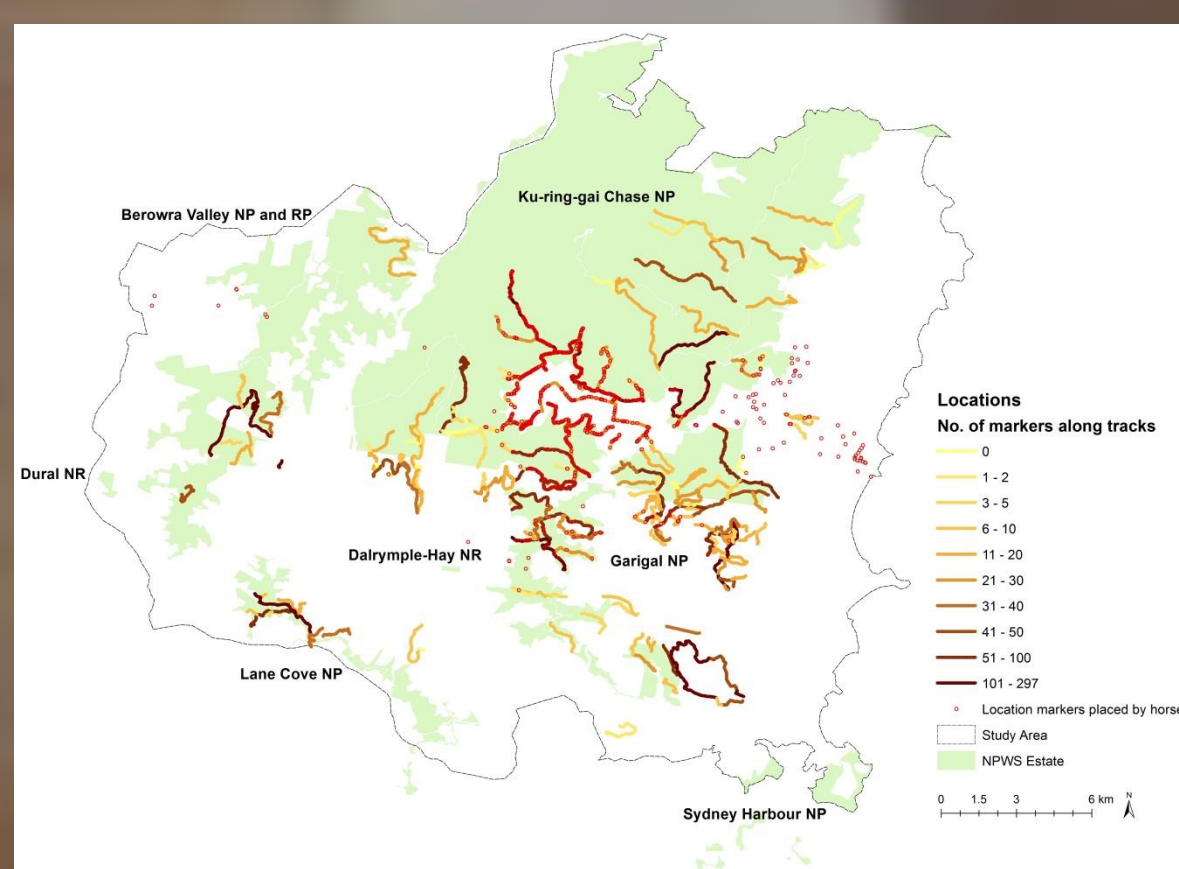 Ku-ring-gai Chase NP
Berowra Valley NP and RP
Locations
No. of markers along tracks
0
1 - 2
3 - 5
6 - 10
11 - 20
21 - 30
31 - 40
41 - 50
51 - 100
101 - 297
Location markers placed by horse
Study Area
NPWS Estate
Dural NR
Dalrymple-Hay NR
Garigal NP
Lane Cove NP
Sydney Harbour NP
0 1.5 3 6 km
N